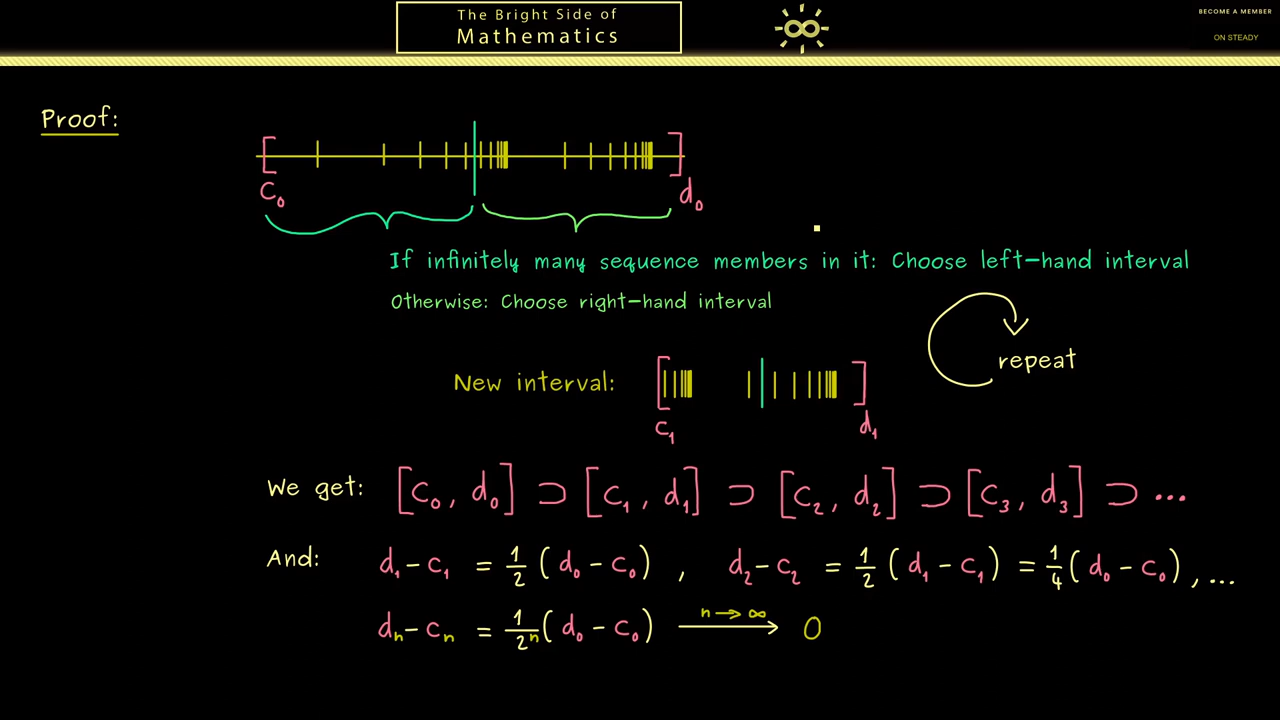 The Bright Side of
Mathematics
BECOME A MEMBER
ON STEADY
Proof:
c₀ d₀
If infinitely many sequence members in it: Choose left-hand interval
Otherwise: Choose right-hand interval
repeat
New interval:
c₁ d₁
We get: [c₀, d₀] ⊃ [c₁, d₁] ⊃ [c₂, d₂] ⊃ [c₃, d₃] ⊃ ...
And: d₁-c₁ = 1/2 (d₀-c₀), d₂-c₂ = 1/2 (d₁-c₁) = 1/4 (d₀-c₀), ...
dₙ-cₙ = 1/2ⁿ (d₀-c₀) n→∞ ⟶ 0